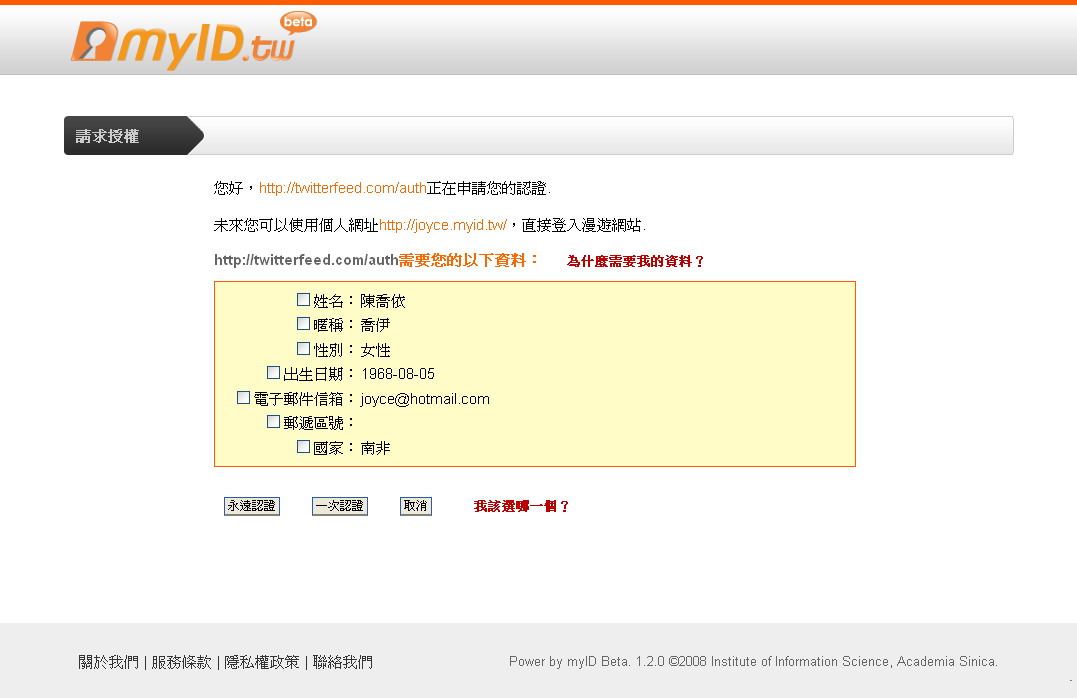 myID.tw beta
請求授權
您好，http://twitterfeed.com/auth正在申請您的認證.
未來您可以使用個人網址http://joyce.myid.tw/，直接登入漫遊網站.
http://twitterfeed.com/auth需要您的以下資料： 為什麼需要我的資料？
姓名： 陳喬依
暱稱： 喬伊
性別： 女性
出生日期： 1968-08-05
電子郵件信箱： joyce@hotmail.com
郵遞區號：
國家： 南非
永遠認證 一次認證 取消 我該選哪一個？
關於我們 | 服務條款 | 隱私權政策 | 聯絡我們 Power by myID Beta. 1.2.0 ©2008 Institute of Information Science, Academia Sinica.